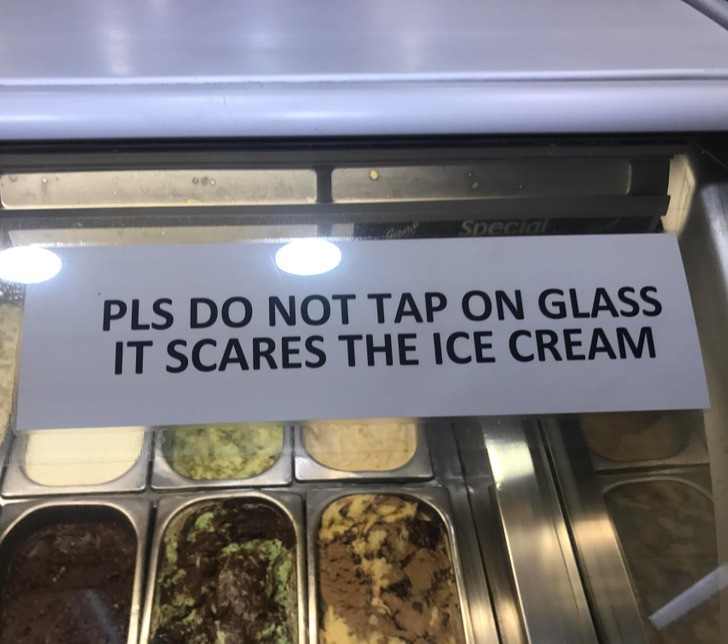 Special
PLS DO NOT TAP ON GLASS
IT SCARES THE ICE CREAM